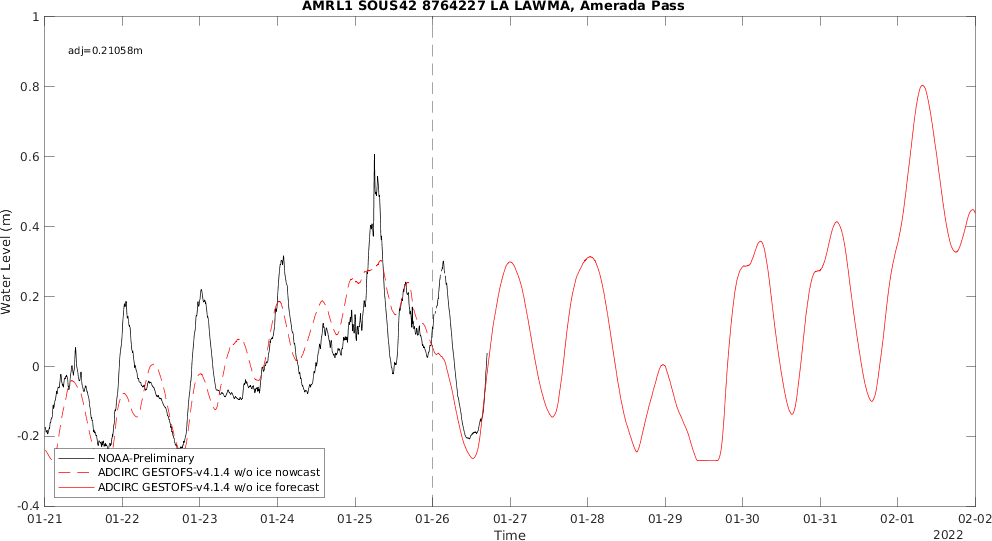 AMRL1 SOUS42 8764227 LA LAWMA, Amerada Pass
adj=0.21058m
Water Level (m)
1
0.8
0.6
0.4
0.2
0
-0.2
-0.4
NOAA-Preliminary
ADCIRC GESTOFS-v4.1.4 w/o ice nowcast
ADCIRC GESTOFS-v4.1.4 w/o ice forecast
01-21 01-22 01-23 01-24 01-25 01-26 01-27 01-28 01-29 01-30 01-31 02-01 02-02
Time
2022